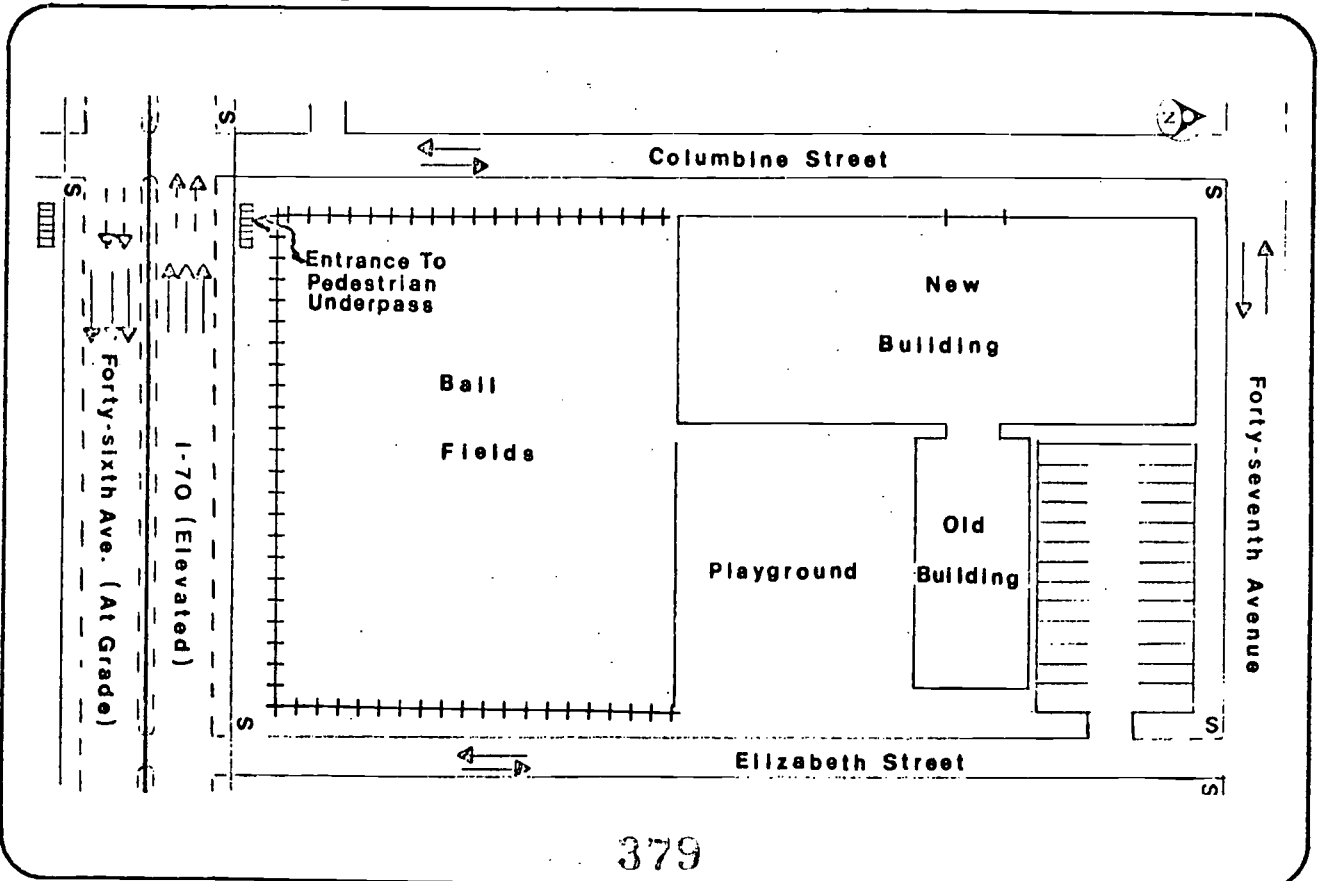 S
N
Columbine Street
S
S
Entrance To
Pedestrian
Underpass
New
Building
Ball
Fields
Forty-sixth Ave. (At Grade)
I-70 (Elevated)
Forty-seventh Avenue
Old
Building
Playground
S
S
Elizabeth Street
S
379